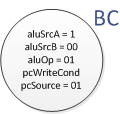 BC
aluSrcA = 1
aluSrcB = 00
aluOp = 01
pcWriteCond
pcSource = 01